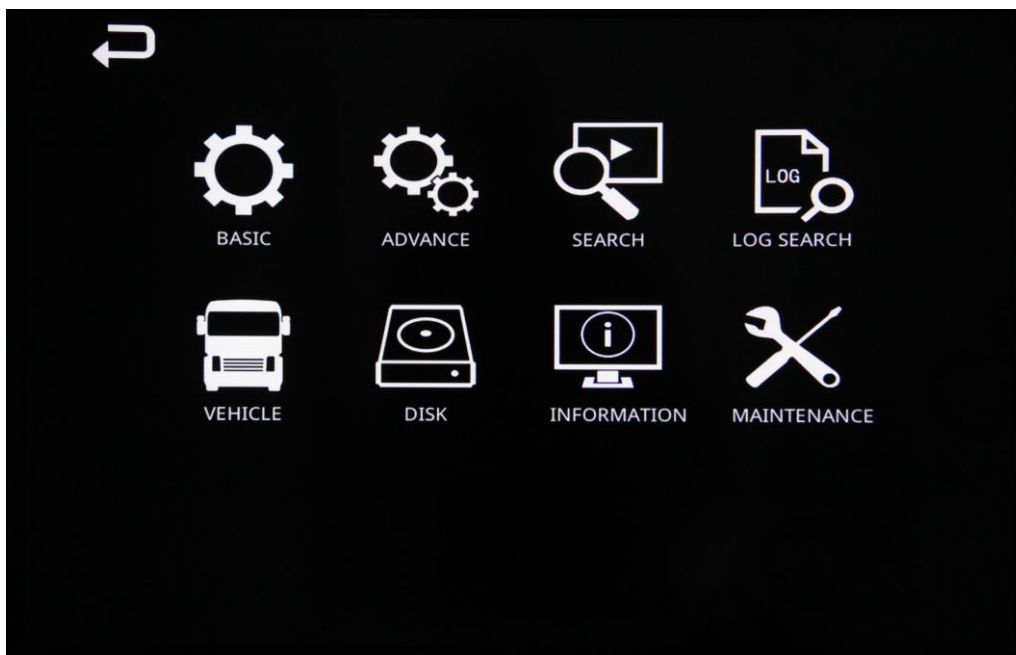 BASIC
ADVANCE
SEARCH
LOG
LOG SEARCH
VEHICLE
DISK
INFORMATION
MAINTENANCE